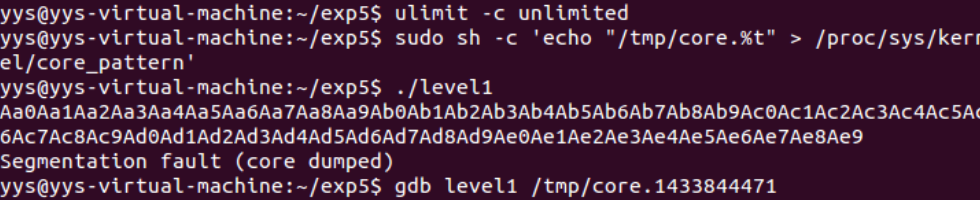 yys@yys-virtual-machine:~/exp5$ ulimit -c unlimited
yys@yys-virtual-machine:~/exp5$ sudo sh -c 'echo "/tmp/core.%t" > /proc/sys/kern
el/core_pattern'
yys@yys-virtual-machine:~/exp5$ ./level1
Aa0Aa1Aa2Aa3Aa4Aa5Aa6Aa7Aa8Aa9Ab0Ab1Ab2Ab3Ab4Ab5Ab6Ab7Ab8Ab9Ac0Ac1Ac2Ac3Ac4Ac5Ac
6Ac7Ac8Ac9Ad0Ad1Ad2Ad3Ad4Ad5Ad6Ad7Ad8Ad9Ae0Ae1Ae2Ae3Ae4Ae5Ae6Ae7Ae8Ae9
Segmentation fault (core dumped)
yys@yys-virtual-machine:~/exp5$ gdb level1 /tmp/core.1433844471